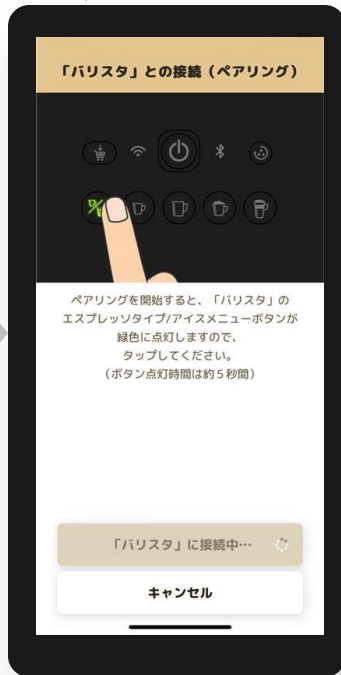 「バリスタ」との接続（ペアリング）
ペアリングを開始すると、「バリスタ」の
エスプレッソタイプ/アイスメニューボタンが
緑色に点灯しますので、
タップしてください。
（ボタン点灯時間は約５秒間）
「バリスタ」に接続中…
キャンセル